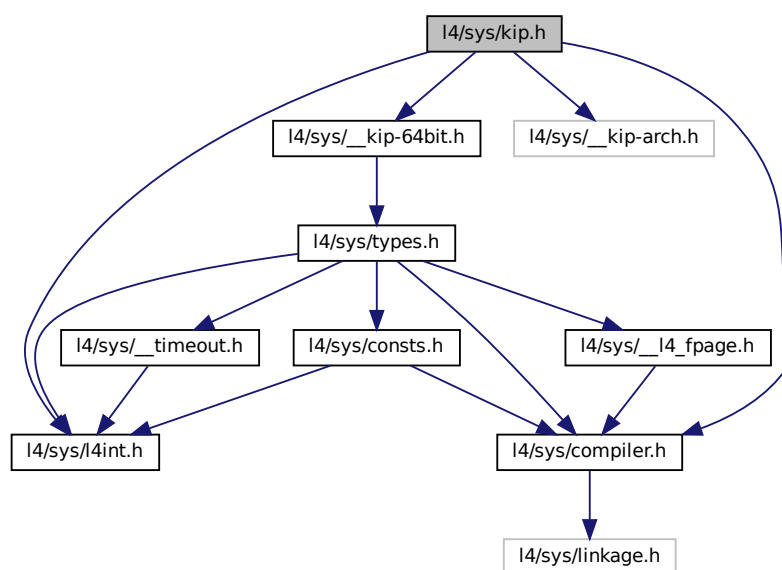 l4/sys/kip.h
l4/sys/__kip-64bit.h
l4/sys/__kip-arch.h
l4/sys/types.h
l4/sys/__timeout.h
l4/sys/consts.h
l4/sys/__l4_fpage.h
l4/sys/l4int.h
l4/sys/compiler.h
l4/sys/linkage.h